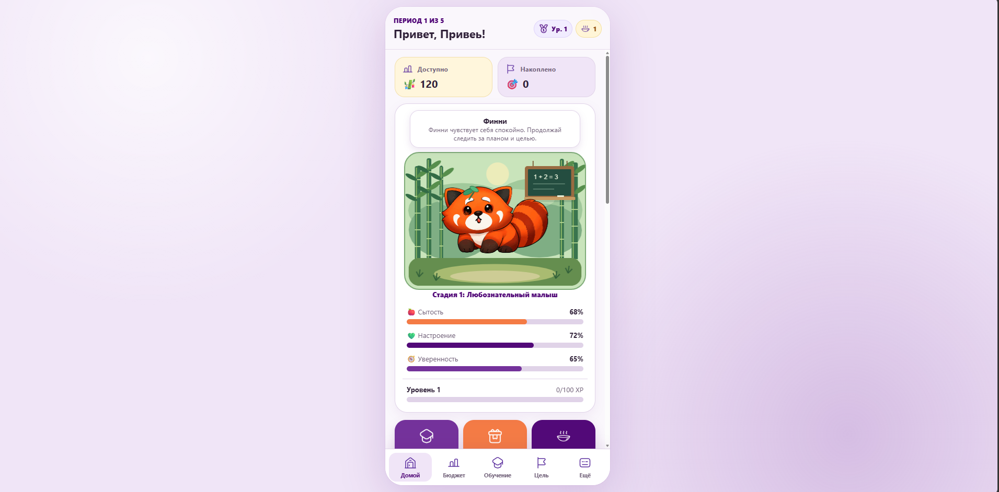 ПЕРИОД 1 ИЗ 5
Привет, Привеь!
Ур. 1
1
Доступно
120
Накоплено
0
Финни
Финни чувствует себя спокойно. Продолжай
следить за планом и целью.
1 + 2 = 3
Стадия 1: Любознательный малыш
Сытость 68%
Настроение 72%
Уверенность 65%
Уровень 1 0/100 XP
Домой
Бюджет
Обучение
Цель
Ещё